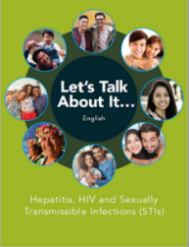 Let's Talk
About It...
English
Hepatitis, HIV and Sexually
Transmissible Infections (STIs)